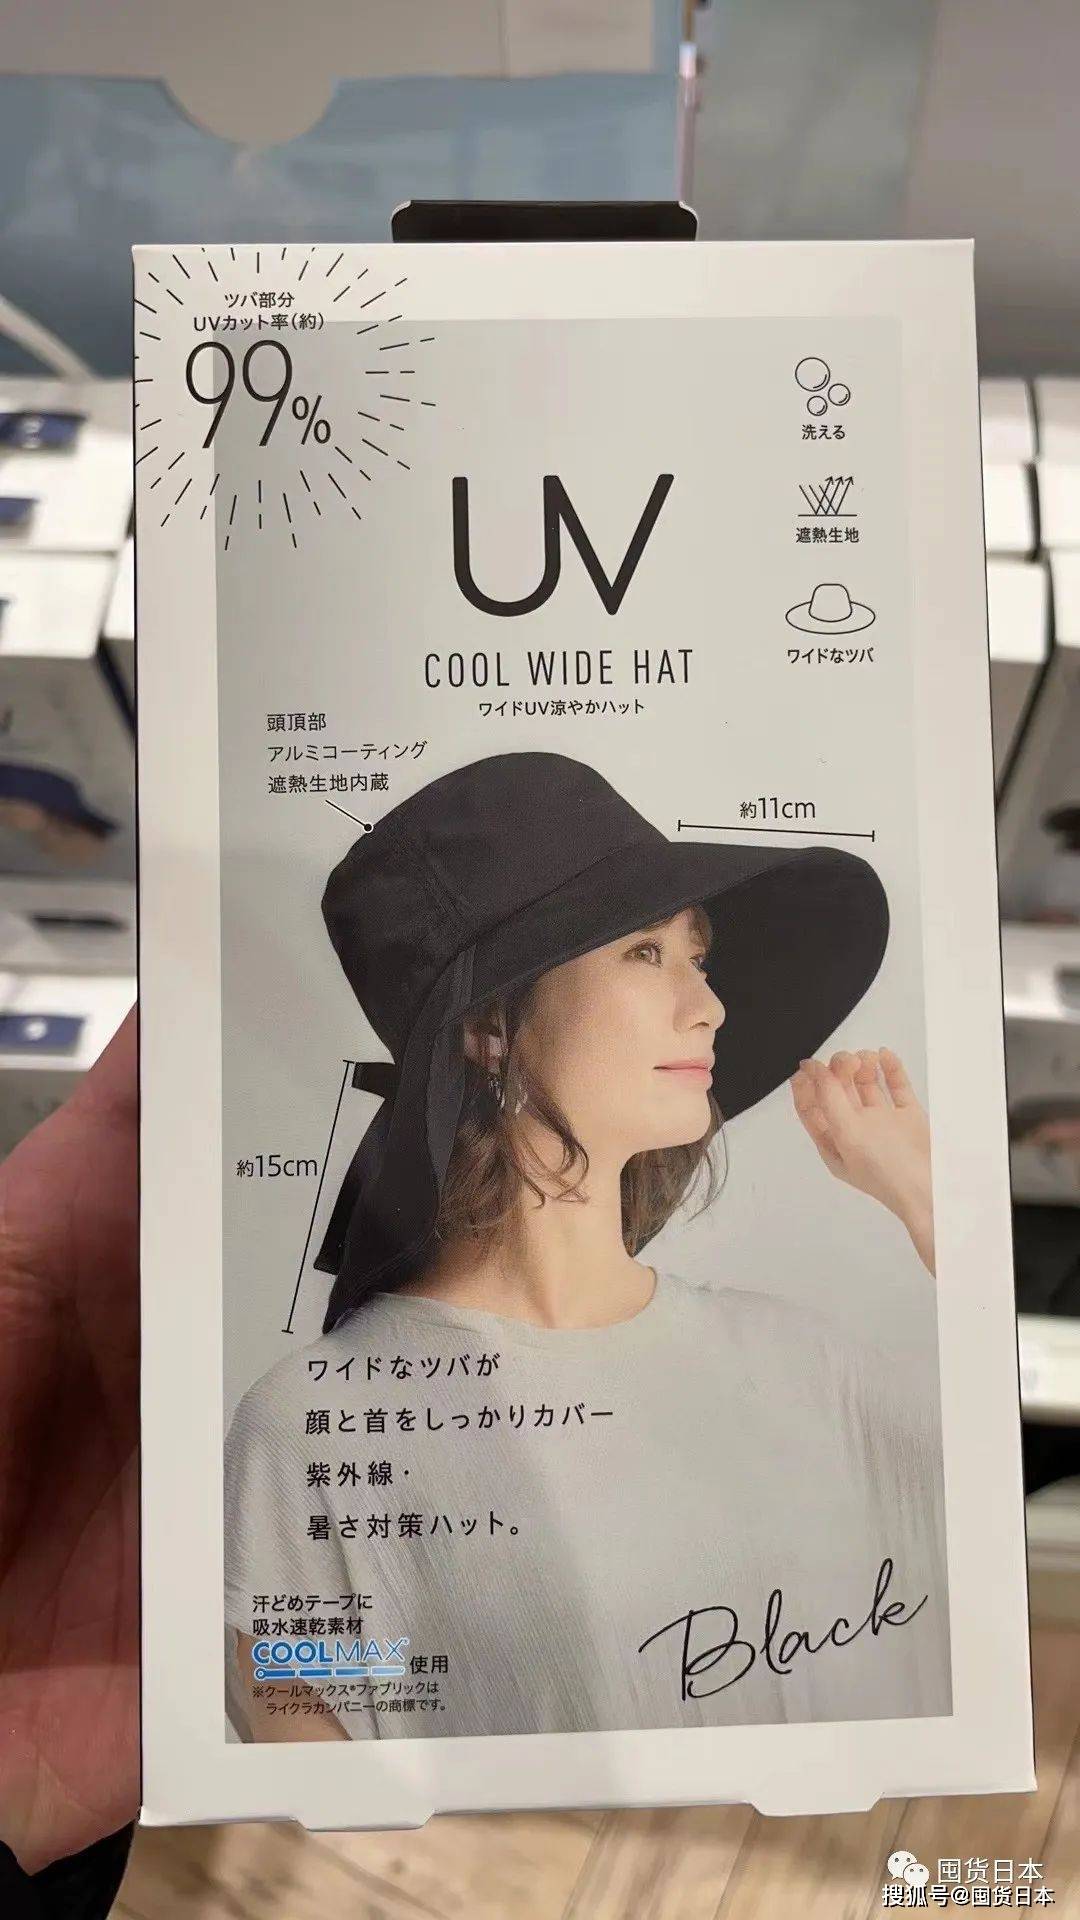 ツバ部分
UVカット率(約)
99%
洗える
遮熱生地
ワイドなツバ
UV
COOL WIDE HAT
ワイドUV涼やかハット
頭頂部
アルミコーティング
遮熱生地内蔵
約11cm
約15cm
ワイドなツバが
顔と首をしっかりカバー
紫外線・
暑さ対策ハット。
汗どめテープに
吸水速乾素材
COOLMAX®使用
※クールマックス®ファブリックは
ライクラカンパニーの商標です。
Black
囤货日本
搜狐号@囤货日本